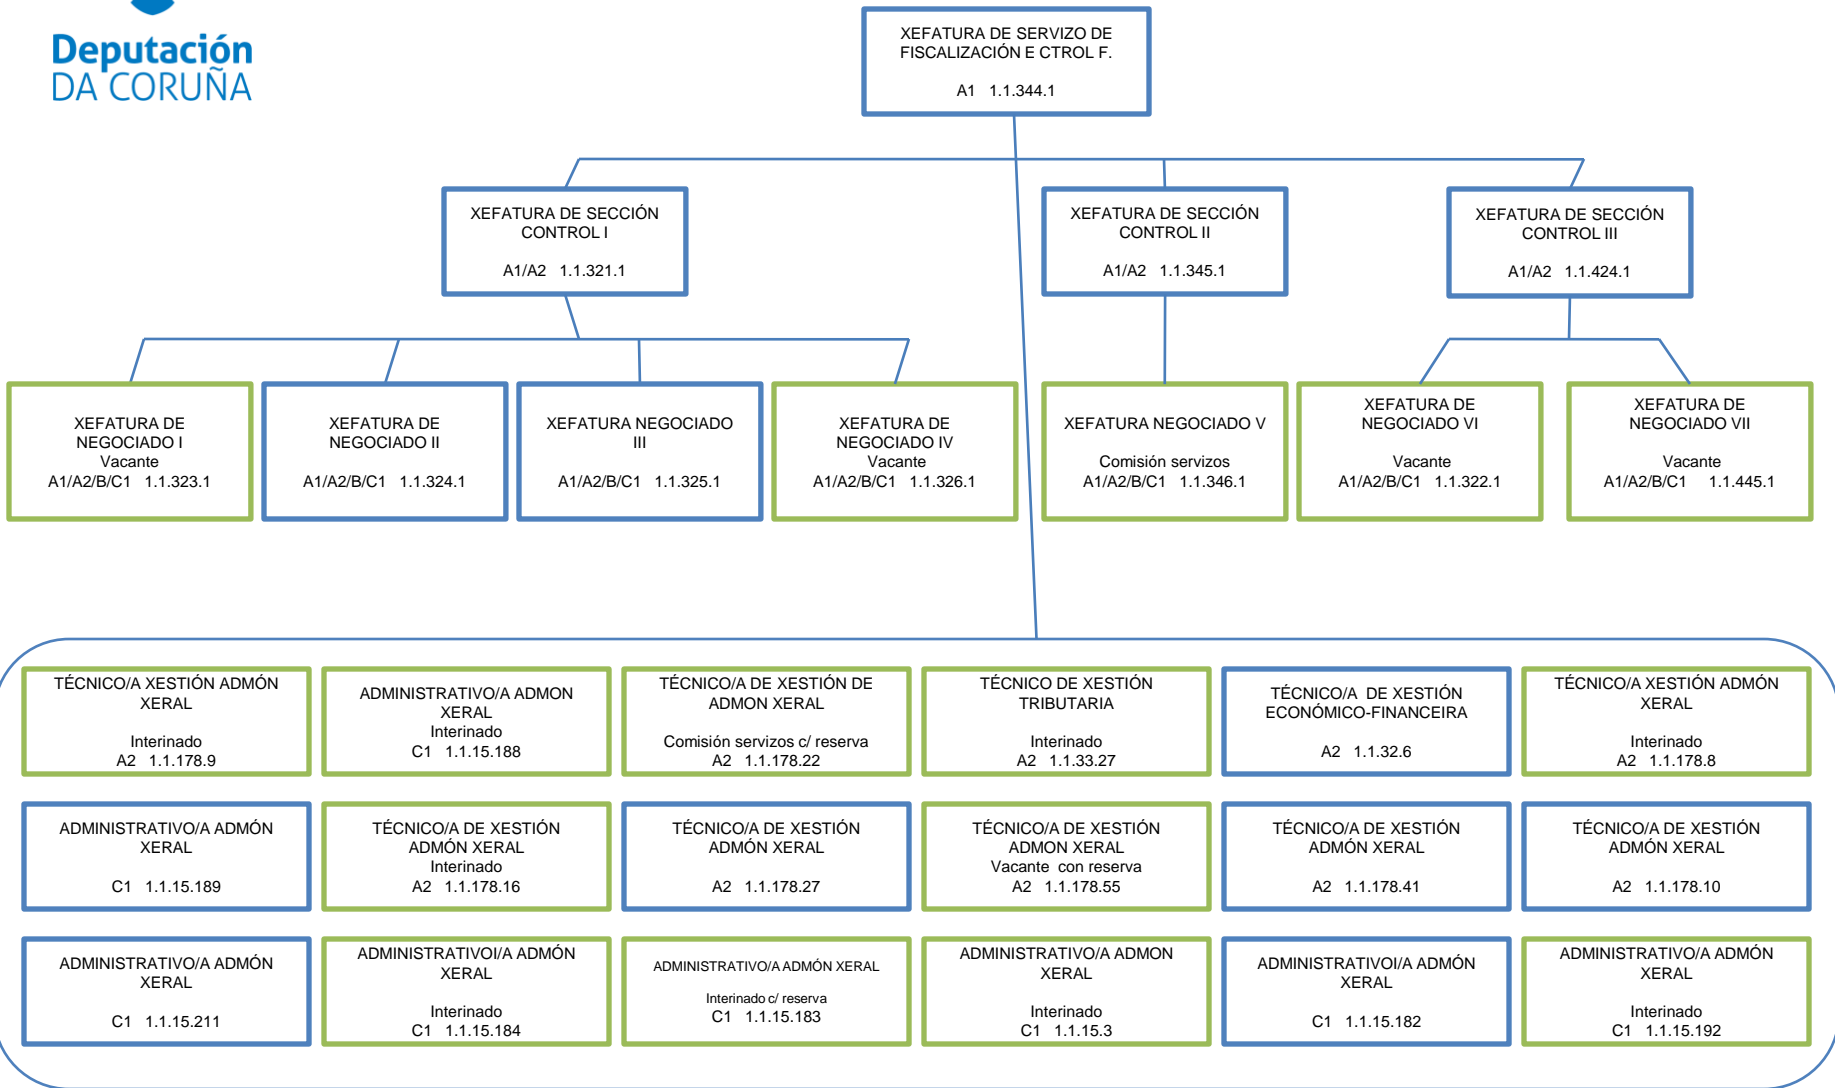 Deputación
DA CORUÑA
XEFATURA DE SERVIZO DE
FISCALIZACIÓN E CTROL F.
A1 1.1.344.1
XEFATURA DE SECCIÓN
CONTROL I
A1/A2 1.1.321.1
XEFATURA DE SECCIÓN
CONTROL II
A1/A2 1.1.345.1
XEFATURA DE SECCIÓN
CONTROL III
A1/A2 1.1.424.1
XEFATURA DE
NEGOCIADO I
Vacante
A1/A2/B/C1 1.1.323.1
XEFATURA DE
NEGOCIADO II
A1/A2/B/C1 1.1.324.1
XEFATURA NEGOCIADO
III
A1/A2/B/C1 1.1.325.1
XEFATURA DE
NEGOCIADO IV
Vacante
A1/A2/B/C1 1.1.326.1
XEFATURA NEGOCIADO V
Comisión servizos
A1/A2/B/C1 1.1.346.1
XEFATURA DE
NEGOCIADO VI
Vacante
A1/A2/B/C1 1.1.322.1
XEFATURA DE
NEGOCIADO VII
Vacante
A1/A2/B/C1 1.1.445.1
TÉCNICO/A XESTIÓN ADMÓN
XERAL
Interinado
A2 1.1.178.9
ADMINISTRATIVO/A ADMON
XERAL
Interinado
C1 1.1.15.188
TÉCNICO/A DE XESTIÓN DE
ADMON XERAL
Comisión servizos c/ reserva
A2 1.1.178.22
TÉCNICO DE XESTIÓN
TRIBUTARIA
Interinado
A2 1.1.33.27
TÉCNICO/A DE XESTIÓN
ECONÓMICO-FINANCEIRA
A2 1.1.32.6
TÉCNICO/A XESTIÓN ADMÓN
XERAL
Interinado
A2 1.1.178.8
ADMINISTRATIVO/A ADMÓN
XERAL
C1 1.1.15.189
TÉCNICO/A DE XESTIÓN
ADMÓN XERAL
Interinado
A2 1.1.178.16
TÉCNICO/A DE XESTIÓN
ADMÓN XERAL
A2 1.1.178.27
TÉCNICO/A DE XESTIÓN
ADMON XERAL
Vacante con reserva
A2 1.1.178.55
TÉCNICO/A DE XESTIÓN
ADMÓN XERAL
A2 1.1.178.41
TÉCNICO/A DE XESTIÓN
ADMÓN XERAL
A2 1.1.178.10
ADMINISTRATIVO/A ADMÓN
XERAL
C1 1.1.15.211
ADMINISTRATIVOI/A ADMÓN
XERAL
Interinado
C1 1.1.15.184
ADMINISTRATIVO/A ADMÓN XERAL
Interinado c/ reserva
C1 1.1.15.183
ADMINISTRATIVO/A ADMON
XERAL
Interinado
C1 1.1.15.3
ADMINISTRATIVOI/A ADMÓN
XERAL
C1 1.1.15.182
ADMINISTRATIVO/A ADMÓN
XERAL
Interinado
C1 1.1.15.192